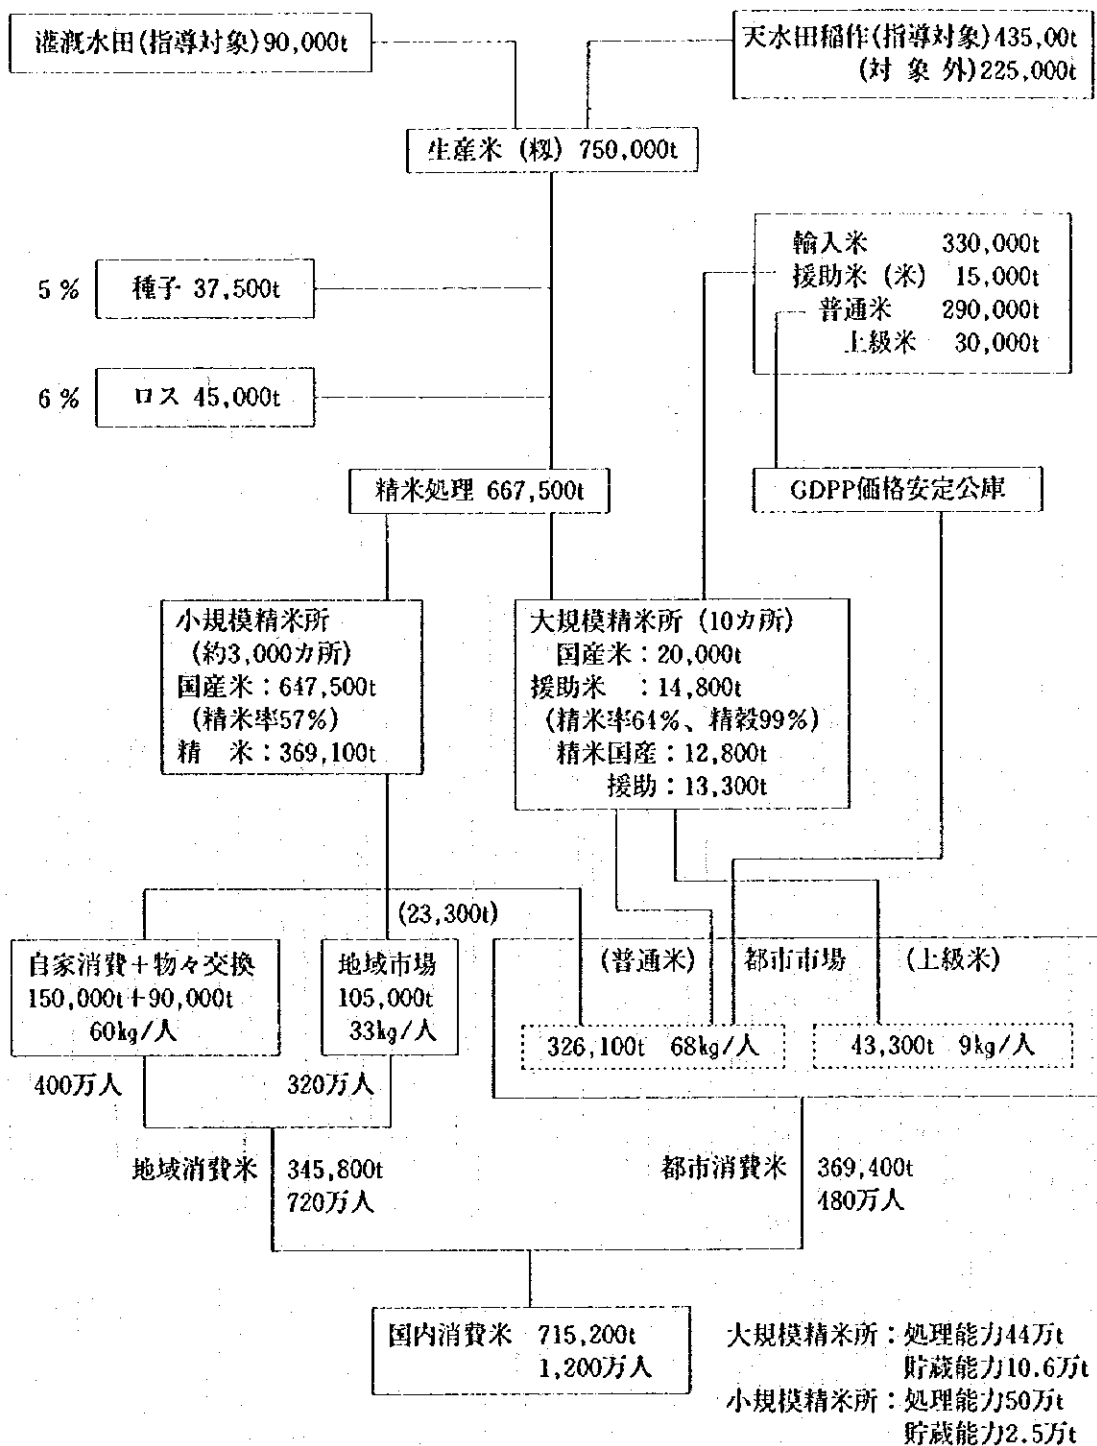 灌漑水田(指導対象)90,000t
天水田稲作(指導対象)435,00t
(対 象 外)225,000t
生産米 (籾) 750,000t
輸入米 330,000t
援助米 (米) 15,000t
普通米 290,000t
上級米 30,000t
5 % 種子 37,500t
6 % ロス 45,000t
精米処理 667,500t
GDPP価格安定公庫
小規模精米所
(約3,000カ所)
国産米：647,500t
(精米率57%)
精 米：369,100t
大規模精米所 (10カ所)
国産米：20,000t
援助米 ：14,800t
(精米率64%、精穀99%)
精米国産：12,800t
援助：13,300t
(23,300t)
自家消費＋物々交換
150,000t＋90,000t
60kg/人
地域市場
105,000t
33kg/人
(普通米) 都市市場 (上級米)
326,100t 68kg/人
43,300t 9kg/人
400万人
320万人
地域消費米 345,800t
720万人
都市消費米 369,400t
480万人
国内消費米 715,200t
1,200万人
大規模精米所：処理能力44万t
貯蔵能力10.6万t
小規模精米所：処理能力50万t
貯蔵能力2.5万t